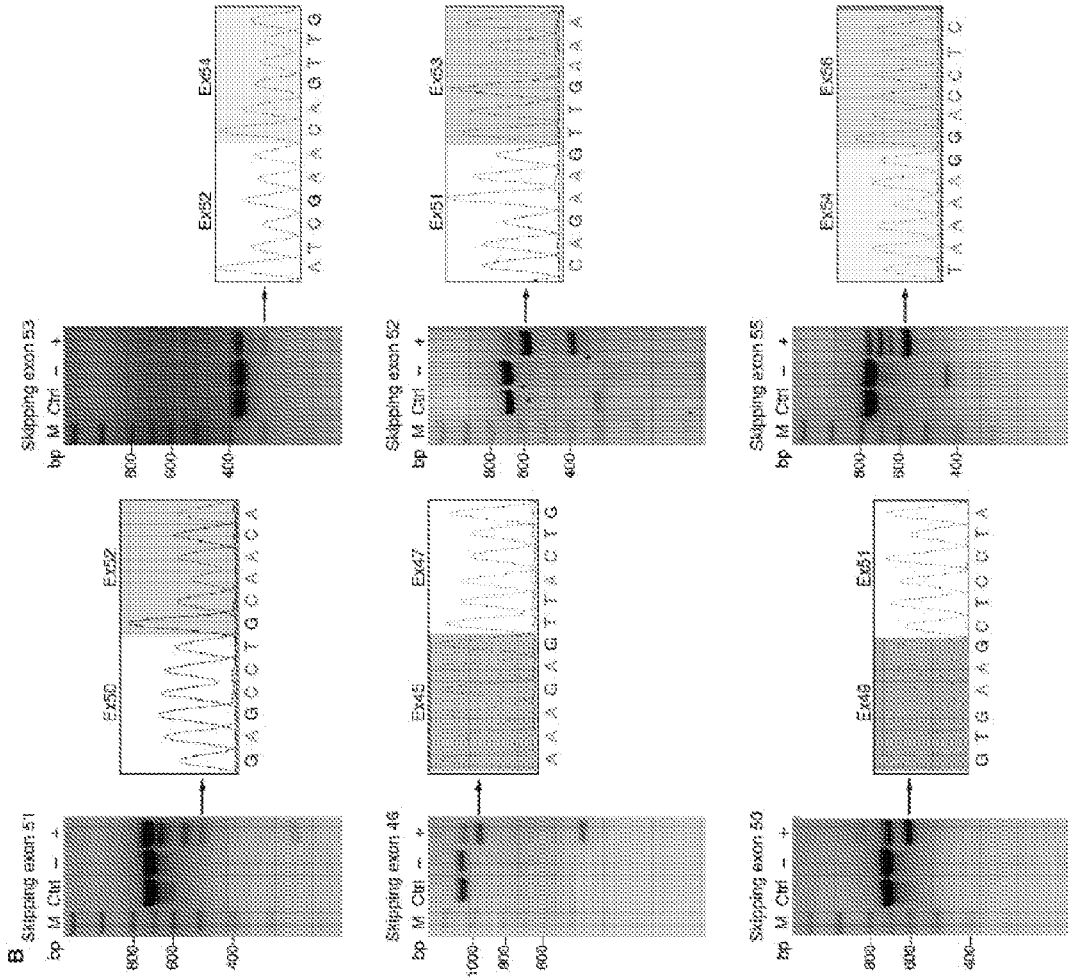 B
Skipping exon 51
bp M Ctrl – +
800
600
400
Ex50 Ex52
G A G C C T G C A A C A
Skipping exon 53
bp M Ctrl – +
800
600
400
Ex52 Ex54
A T C G A A C A G T T G
Skipping exon 46
bp M Ctrl – +
1000
800
600
Ex45 Ex47
A A A G A G T T A C T G
Skipping exon 52
bp M Ctrl – +
800
600
400
Ex51 Ex53
C A G A A G T T G A A A
Skipping exon 50
bp M Ctrl – +
800
600
400
Ex49 Ex51
G T G A A G C T C C T A
Skipping exon 55
bp M Ctrl – +
800
600
400
Ex54 Ex56
T A A A A G G A C C T C